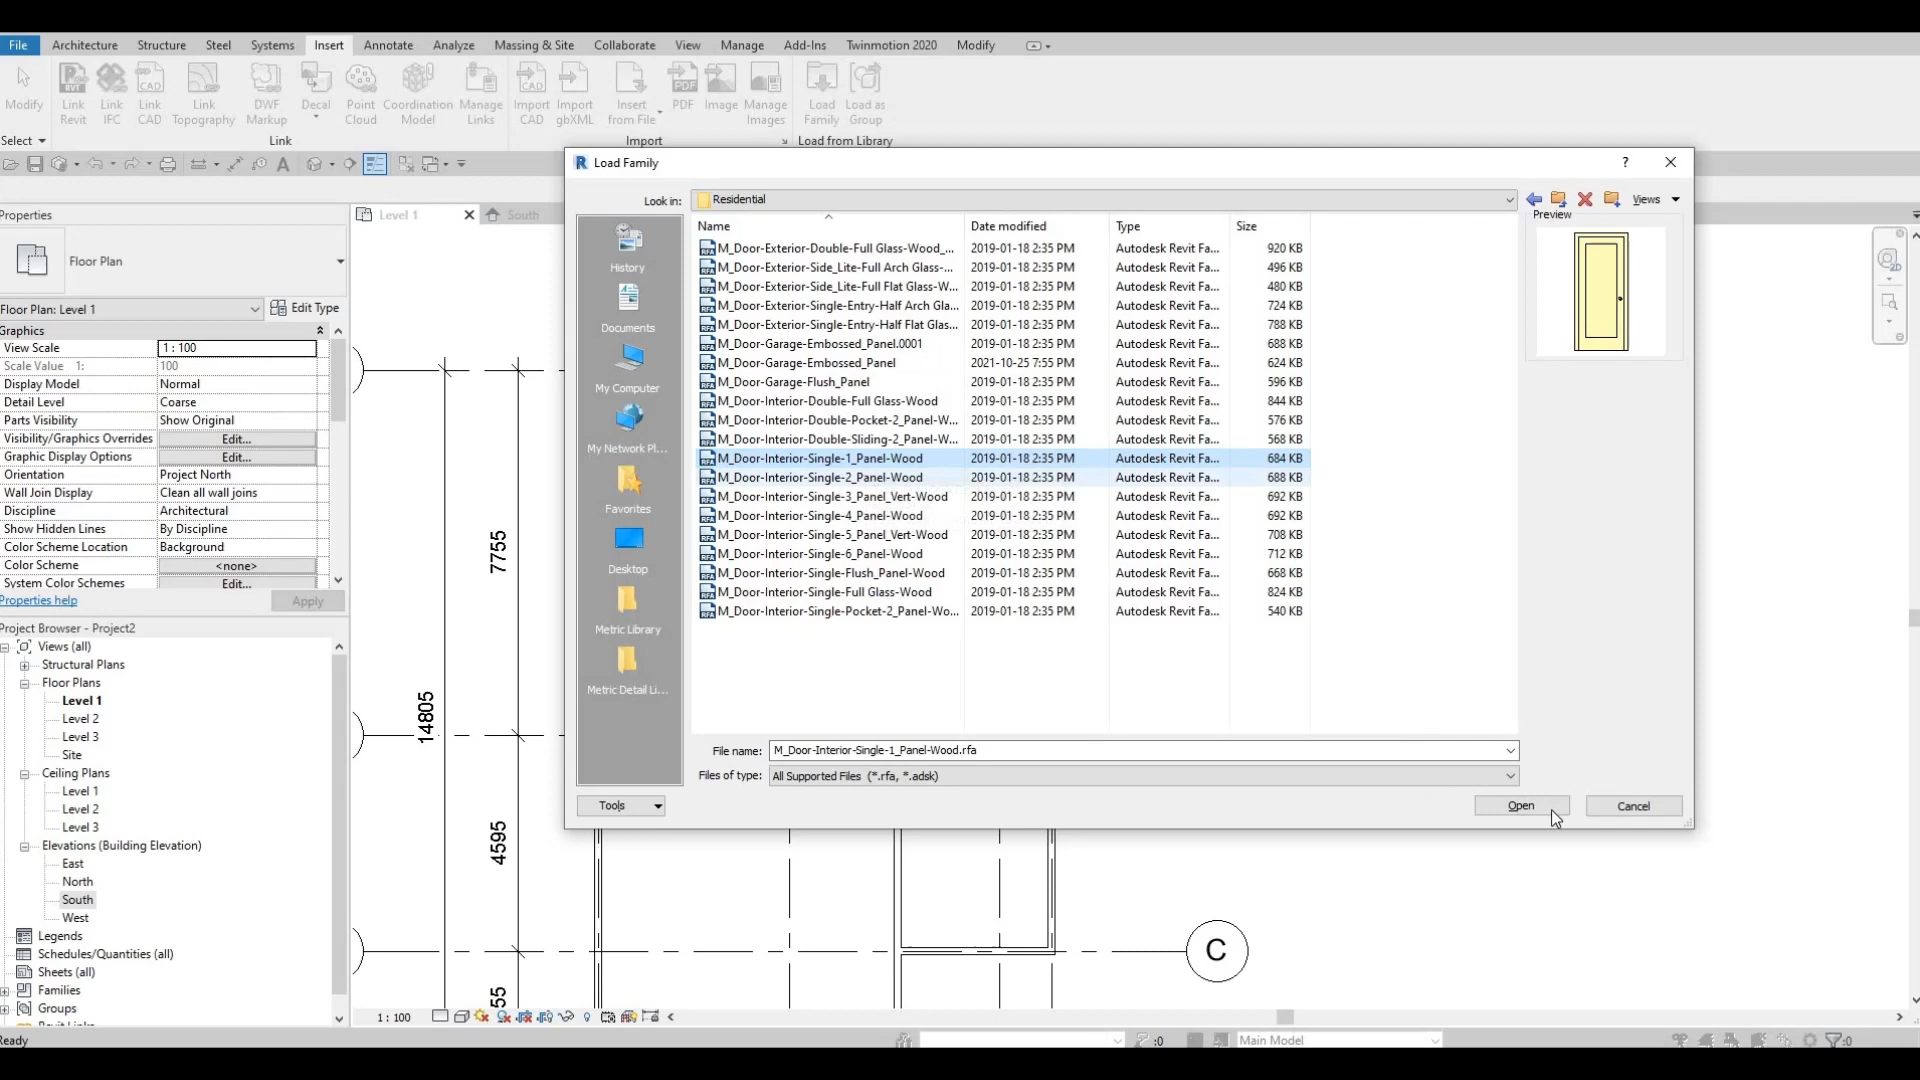 File Architecture Structure Steel Systems Insert Annotate Analyze Massing & Site Collaborate View Manage Add-Ins Twinmotion 2020 Modify
Modify Link Revit Link IFC Link CAD Link Topography DWF Markup Decal Point Cloud Coordination Model Manage Links Import CAD Import gbXML Insert from File PDF Image Manage Images Load Family Load as Group
Select Link Import Load from Library
Load Family
Look in: Residential Views
Preview
Name Date modified Type Size
M_Door-Exterior-Double-Full Glass-Wood_... 2019-01-18 2:35 PM Autodesk Revit Fa... 920 KB
M_Door-Exterior-Side_Lite-Full Arch Glass-... 2019-01-18 2:35 PM Autodesk Revit Fa... 496 KB
M_Door-Exterior-Side_Lite-Full Flat Glass-W... 2019-01-18 2:35 PM Autodesk Revit Fa... 480 KB
M_Door-Exterior-Single-Entry-Half Arch Gla... 2019-01-18 2:35 PM Autodesk Revit Fa... 724 KB
M_Door-Exterior-Single-Entry-Half Flat Glas... 2019-01-18 2:35 PM Autodesk Revit Fa... 788 KB
M_Door-Garage-Embossed_Panel.0001 2019-01-18 2:35 PM Autodesk Revit Fa... 688 KB
M_Door-Garage-Embossed_Panel 2021-10-25 7:55 PM Autodesk Revit Fa... 624 KB
M_Door-Garage-Flush_Panel 2019-01-18 2:35 PM Autodesk Revit Fa... 596 KB
M_Door-Interior-Double-Full Glass-Wood 2019-01-18 2:35 PM Autodesk Revit Fa... 844 KB
M_Door-Interior-Double-Pocket-2_Panel-W... 2019-01-18 2:35 PM Autodesk Revit Fa... 576 KB
M_Door-Interior-Double-Sliding-2_Panel-W... 2019-01-18 2:35 PM Autodesk Revit Fa... 568 KB
M_Door-Interior-Single-1_Panel-Wood 2019-01-18 2:35 PM Autodesk Revit Fa... 684 KB
M_Door-Interior-Single-2_Panel-Wood 2019-01-18 2:35 PM Autodesk Revit Fa... 688 KB
M_Door-Interior-Single-3_Panel_Vert-Wood 2019-01-18 2:35 PM Autodesk Revit Fa... 692 KB
M_Door-Interior-Single-4_Panel-Wood 2019-01-18 2:35 PM Autodesk Revit Fa... 692 KB
M_Door-Interior-Single-5_Panel_Vert-Wood 2019-01-18 2:35 PM Autodesk Revit Fa... 708 KB
M_Door-Interior-Single-6_Panel-Wood 2019-01-18 2:35 PM Autodesk Revit Fa... 712 KB
M_Door-Interior-Single-Flush_Panel-Wood 2019-01-18 2:35 PM Autodesk Revit Fa... 668 KB
M_Door-Interior-Single-Full Glass-Wood 2019-01-18 2:35 PM Autodesk Revit Fa... 824 KB
M_Door-Interior-Single-Pocket-2_Panel-Wo... 2019-01-18 2:35 PM Autodesk Revit Fa... 540 KB
History
Documents
My Computer
My Network Pl...
Favorites
Desktop
Metric Library
Metric Detail Li...
File name: M_Door-Interior-Single-1_Panel-Wood.rfa
Files of type: All Supported Files (*.rfa, *.adsk)
Tools Open Cancel
Properties
Floor Plan
Floor Plan: Level 1 Edit Type
Graphics
View Scale 1 : 100
Scale Value 1: 100
Display Model Normal
Detail Level Coarse
Parts Visibility Show Original
Visibility/Graphics Overrides Edit...
Graphic Display Options Edit...
Orientation Project North
Wall Join Display Clean all wall joins
Discipline Architectural
Show Hidden Lines By Discipline
Color Scheme Location Background
Color Scheme <none>
System Color Schemes Edit...
Properties help Apply
Project Browser - Project2
Views (all)
Structural Plans
Floor Plans
Level 1
Level 2
Level 3
Site
Ceiling Plans
Level 1
Level 2
Level 3
Elevations (Building Elevation)
East
North
South
West
Legends
Schedules/Quantities (all)
Sheets (all)
Families
Groups
Revit Links
Level 1 South
7755
14805
4595
55
C
1 : 100
Ready :0 Main Model :0